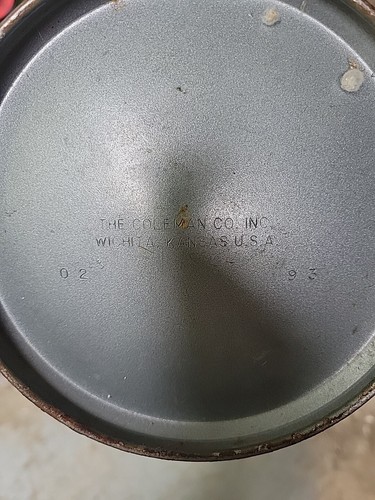 THE COLEMAN CO. INC.
WICHITA, KANSAS U.S.A.
02 93